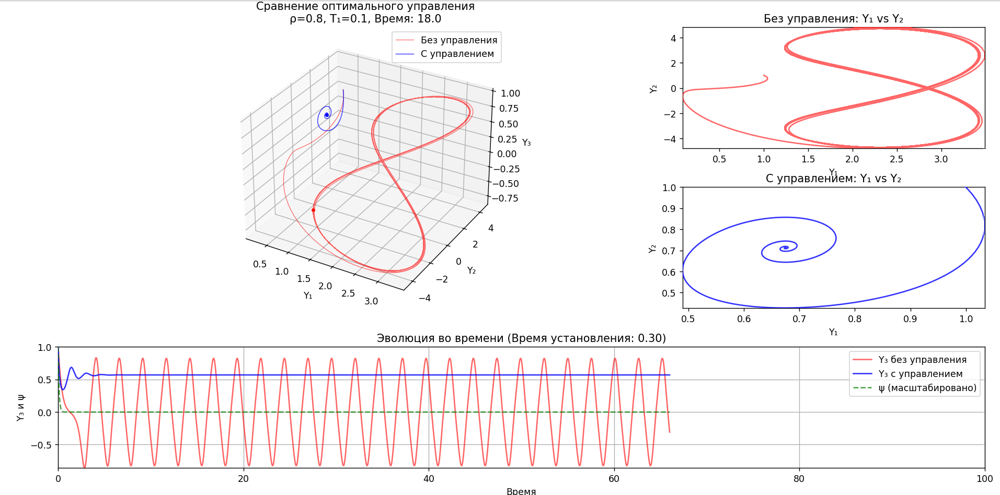 Сравнение оптимального управления
ρ=0.8, T₁=0.1, Время: 18.0
Без управления
С управлением
1.00
0.75
0.50
0.25
0.00
−0.25
−0.50
−0.75
Y₃
4
2
0
−2
−4
Y₂
0.5
1.0
1.5
2.0
2.5
3.0
Y₁
Без управления: Y₁ vs Y₂
4
2
0
−2
−4
Y₂
0.5
1.0
1.5
2.0
2.5
3.0
Y₁
С управлением: Y₁ vs Y₂
1.0
0.9
0.8
0.7
0.6
0.5
Y₂
0.5
0.6
0.7
0.8
0.9
1.0
Y₁
Эволюция во времени (Время установления: 0.30)
Y₃ без управления
Y₃ с управлением
ψ (масштабировано)
1.0
0.5
0.0
−0.5
Y₃ и ψ
0
20
40
60
80
100
Время